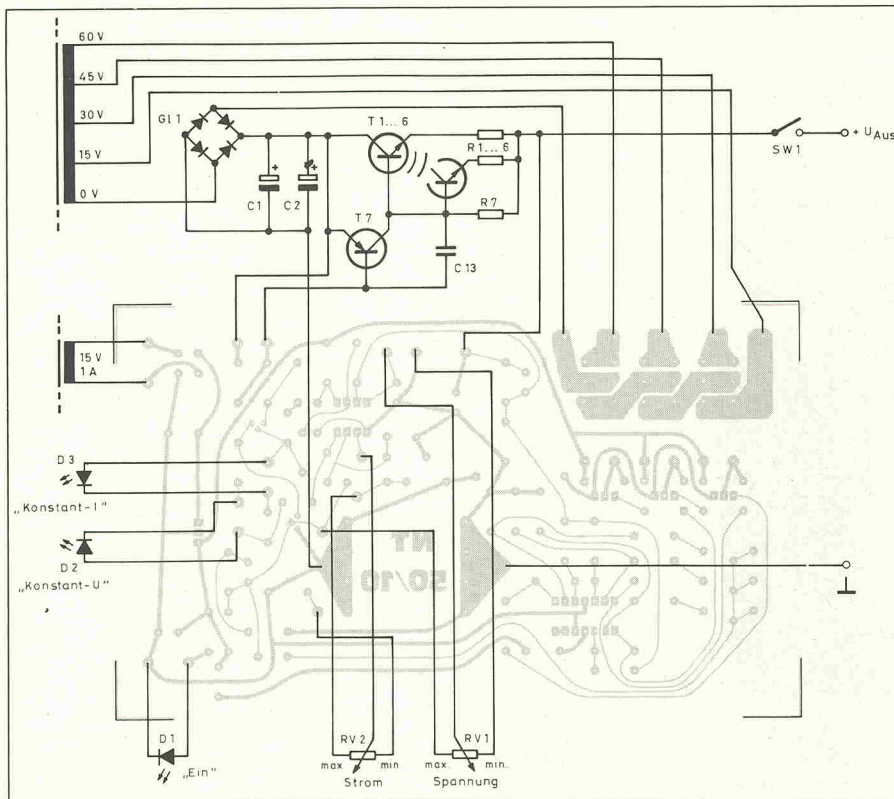 60 V
45 V
30 V
15 V
0 V
Gl 1
C 1
C 2
T 1... 6
R 1... 6
R 7
T 7
C 13
SW 1
+ U Aus
15 V
1 A
D 3
„Konstant-I"
D 2
„Konstant-U"
NT
50/10
D 1
„Ein"
RV 2
max.
min.
Strom
RV 1
max.
min.
Spannung